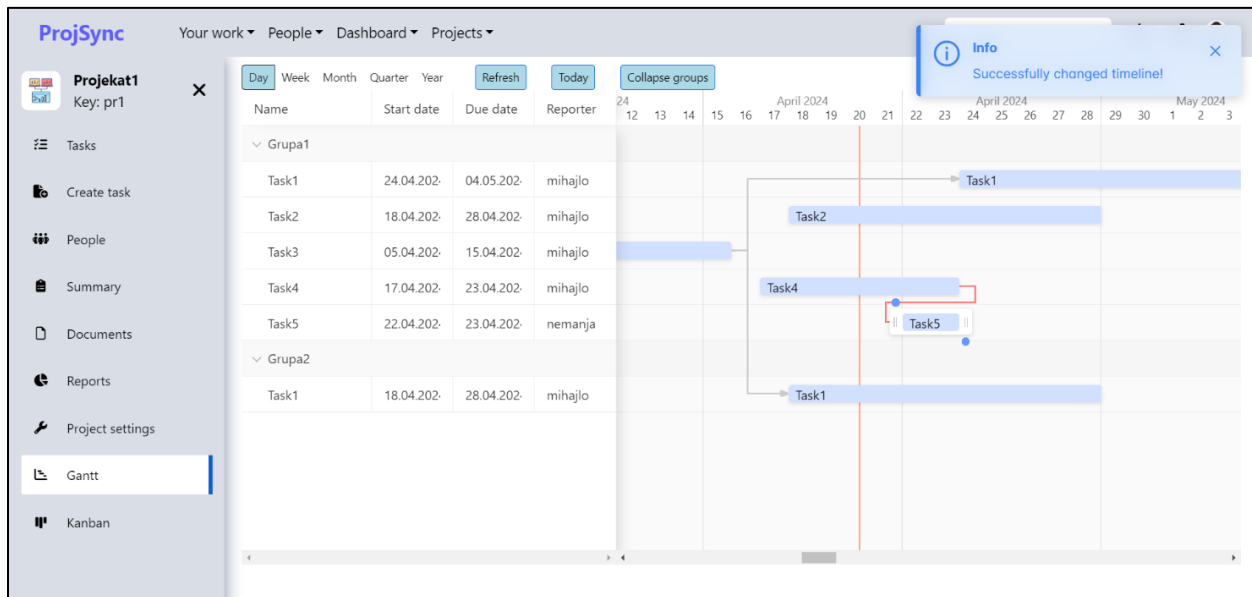 ProjSync Your work People Dashboard Projects
Info
Successfully changed timeline!
Projekat1
Key: pr1
Day Week Month Quarter Year Refresh Today Collapse groups
Name Start date Due date Reporter
24 April 2024 April 2024 May 2024
12 13 14 15 16 17 18 19 20 21 22 23 24 25 26 27 28 29 30 1 2 3
Tasks
Create task
People
Summary
Documents
Reports
Project settings
Gantt
Kanban
Grupa1
Task1 24.04.202 04.05.202 mihajlo Task1
Task2 18.04.202 28.04.202 mihajlo Task2
Task3 05.04.202 15.04.202 mihajlo
Task4 17.04.202 23.04.202 mihajlo Task4
Task5 22.04.202 23.04.202 nemanja Task5
Grupa2
Task1 18.04.202 28.04.202 mihajlo Task1